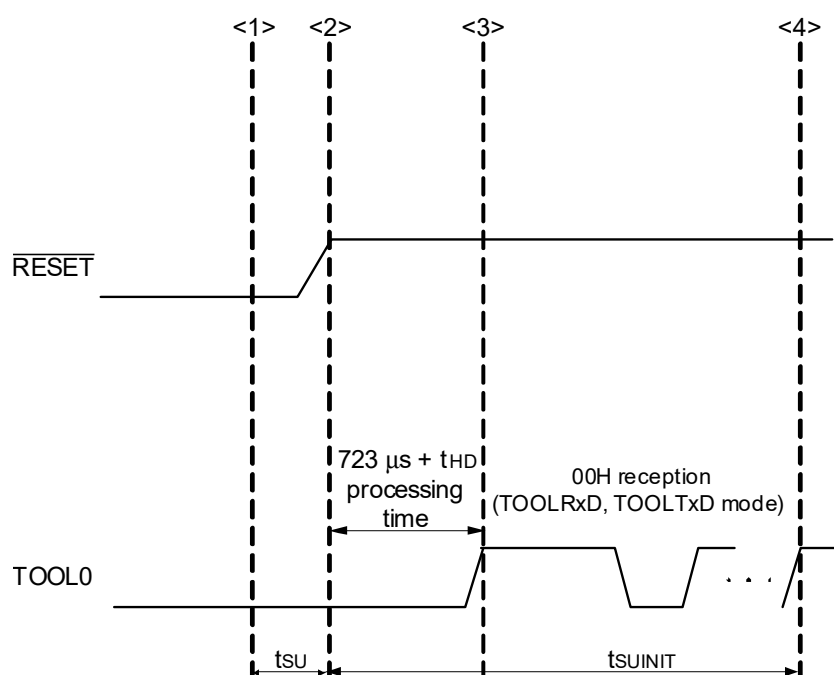 <1> <2> <3> <4>
RESET
723 μs + tHD
processing
time
00H reception
(TOOLRxD, TOOLTxD mode)
TOOL0
. . .
tSU
tSUINIT